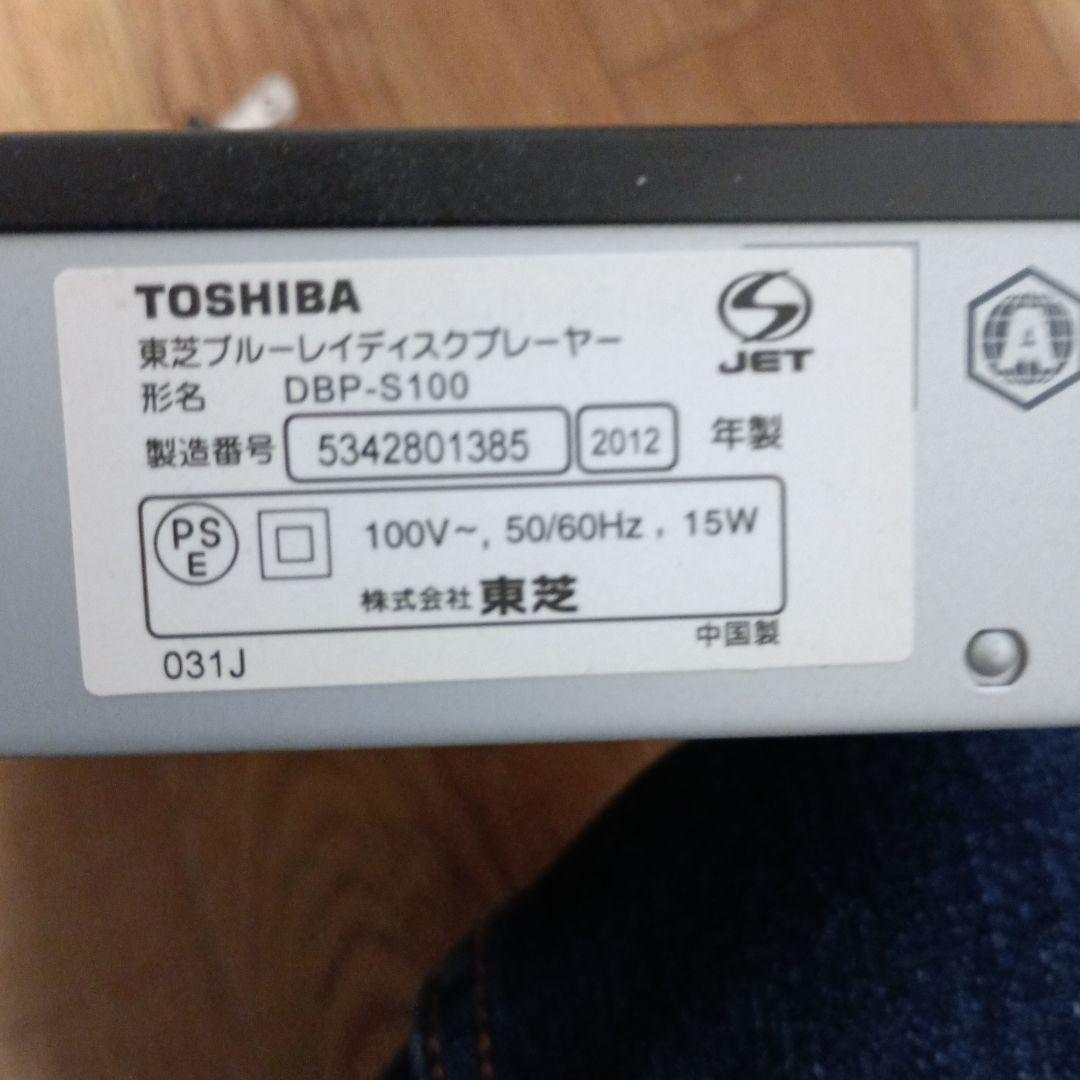 TOSHIBA
東芝ブルーレイディスクプレーヤー
形名 DBP-S100
製造番号 5342801385 2012 年製
JET
PS
E
100V~, 50/60Hz , 15W
株式会社 東芝
中国製
031J
A